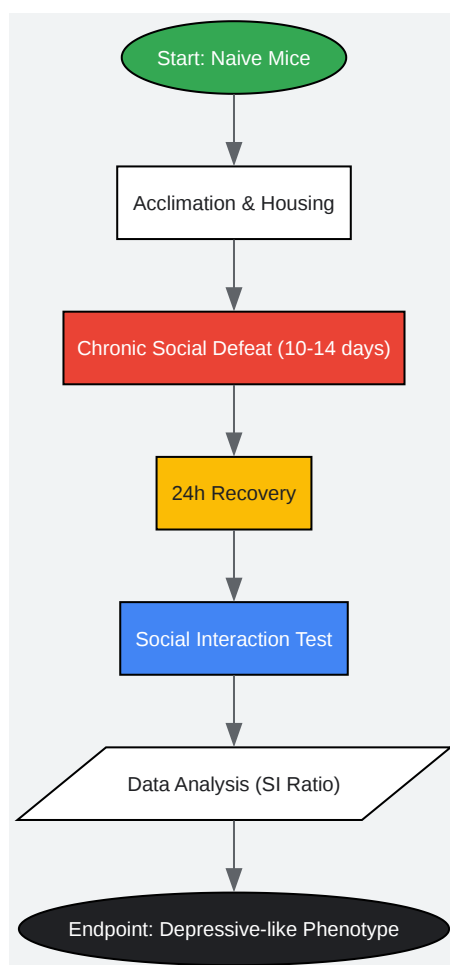 Start: Naive Mice
Acclimation & Housing
Chronic Social Defeat (10-14 days)
24h Recovery
Social Interaction Test
Data Analysis (SI Ratio)
Endpoint: Depressive-like Phenotype